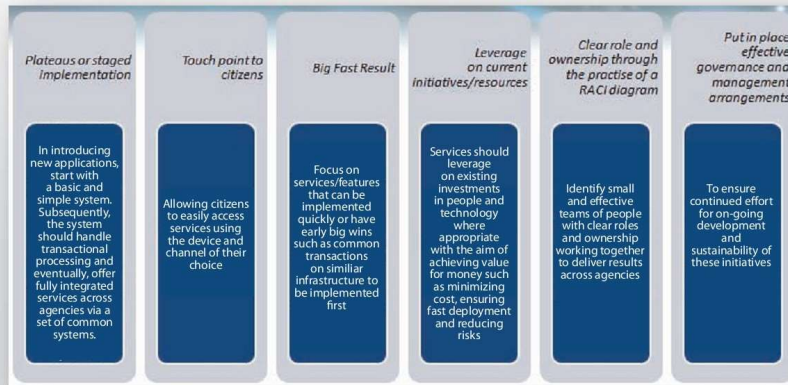 Plateaus or staged
implementation
In introducing
new applications,
start with
a basic and
simple system.
Subsequently,
the system
should handle
transactional
processing and
eventually, offer
fully integrated
services across
agencies via a
set of common
systems.
Touch point to
citizens
Allowing citizens
to easily access
services using
the device and
channel of their
choice
Big Fast Result
Focus on
services/features
that can be
implemented
quickly or have
early big wins
such as common
transactions
on similiar
infrastructure to
be implemented
first
Leverage
on current
initiatives/resources
Services should
leverage
on existing
investments
in people and
technology
where
appropriate
with the aim of
achieving value
for money such
as minimizing
cost, ensuring
fast deployment
and reducing
risks
Clear role and
ownership through
the practise of a
RACI diagram
Identify small
and effective
teams of people
with clear roles
and ownership
working together
to deliver results
across agencies
Put in place
effective
governance and
management
arrangements
To ensure
continued effort
for on-going
development
and
sustainability of
these initiatives